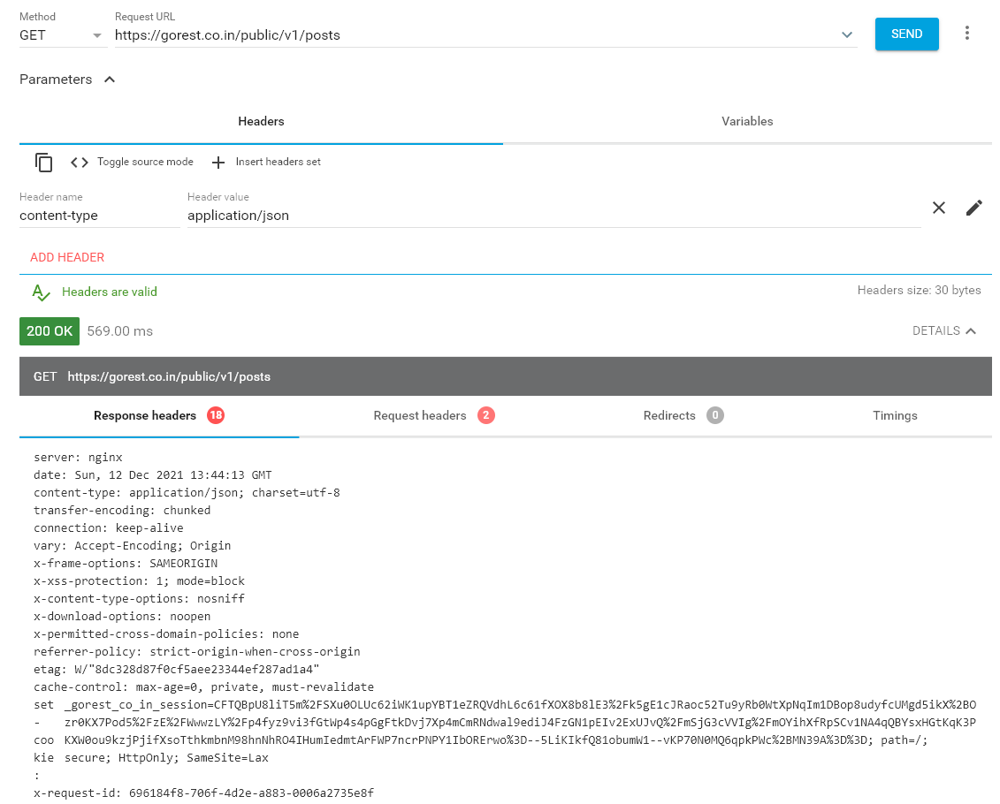 Method
Request URL
GET
https://gorest.co.in/public/v1/posts
SEND
Parameters
Headers
Variables
Toggle source mode
Insert headers set
Header name
Header value
content-type
application/json
ADD HEADER
Headers are valid
Headers size: 30 bytes
200 OK
569.00 ms
DETAILS
GET https://gorest.co.in/public/v1/posts
Response headers 18
Request headers 2
Redirects 0
Timings
server: nginx
date: Sun, 12 Dec 2021 13:44:13 GMT
content-type: application/json; charset=utf-8
transfer-encoding: chunked
connection: keep-alive
vary: Accept-Encoding; Origin
x-frame-options: SAMEORIGIN
x-xss-protection: 1; mode=block
x-content-type-options: nosniff
x-download-options: noopen
x-permitted-cross-domain-policies: none
referrer-policy: strict-origin-when-cross-origin
etag: W/"8dc328d87f0cf5aee23344ef287ad1a4"
cache-control: max-age=0, private, must-revalidate
set _gorest_co_in_session=CFTQBpU8liT5m%2FSXu0OLUc62iWK1upYBT1eZRQVdhL6c61fXOX8b8lE3%2Fk5gE1cJRaoc52Tu9yRb0WtXpNqIm1DBop8udyfcUMgd5ikX%2BO
- zr0KX7Pod5%2FzE%2FWwwzLY%2Fp4fyz9vi3fGtWp4s4pGgFtkDvj7Xp4mCmRNdwal9ediJ4FzGN1pEIv2ExUJvQ%2FmSjG3cVVIg%2FmOYihXfRpSCv1NA4qQBYsxHGtKqK3P
coo KXW0ou9kzjPjifXsoTthkmbnM98hnNhRO4IHumIedmtArFWP7ncrPNPY1IbORErwo%3D--5LiKIkfQ81obumW1--vKP70N0MQ6qpkPWc%2BMN39A%3D%3D; path=/;
kie secure; HttpOnly; SameSite=Lax
:
x-request-id: 696184f8-706f-4d2e-a883-0006a2735e8f